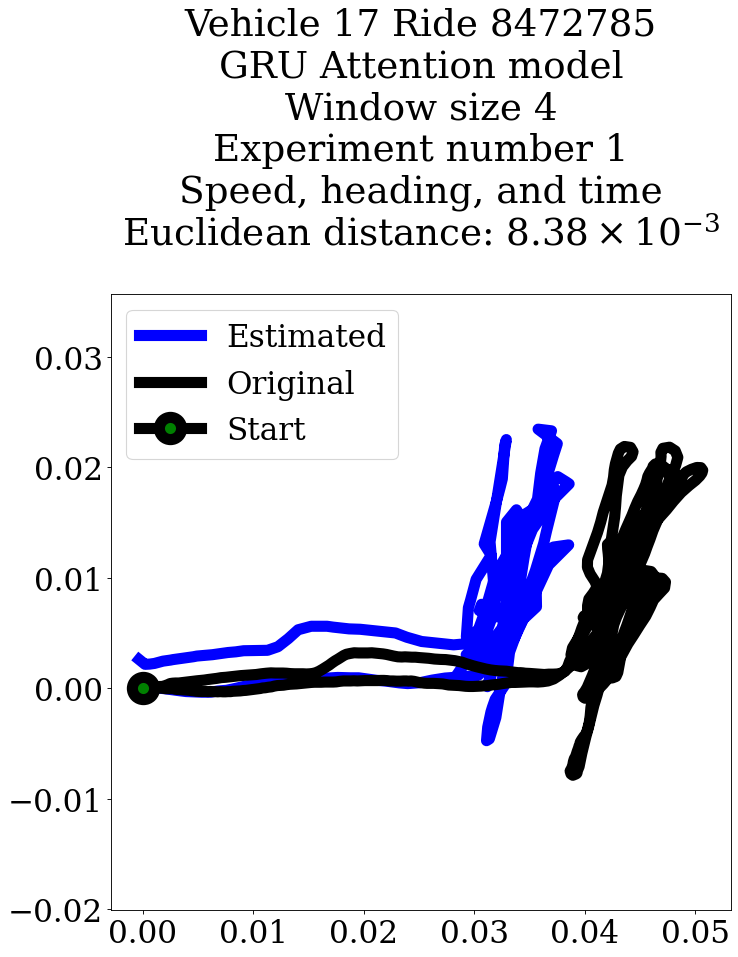 Vehicle 17 Ride 8472785
GRU Attention model
Window size 4
Experiment number 1
Speed, heading, and time
Euclidean distance: 8.38 × 10⁻³
Estimated
Original
Start
0.03
0.02
0.01
0.00
−0.01
−0.02
0.00 0.01 0.02 0.03 0.04 0.05